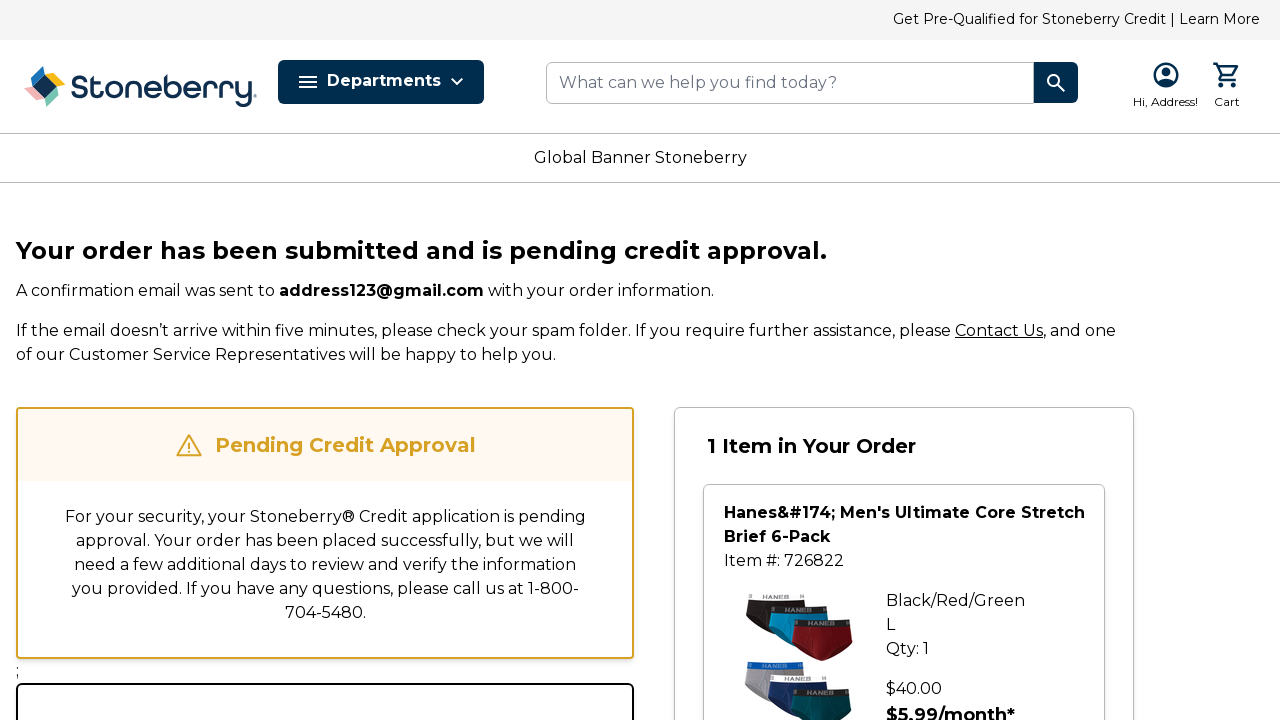 Get Pre-Qualified for Stoneberry Credit | Learn More
Stoneberry®
Departments
What can we help you find today?
Hi, Address!
Cart
Global Banner Stoneberry
Your order has been submitted and is pending credit approval.
A confirmation email was sent to address123@gmail.com with your order information.
If the email doesn’t arrive within five minutes, please check your spam folder. If you require further assistance, please Contact Us, and one
of our Customer Service Representatives will be happy to help you.
Pending Credit Approval
For your security, your Stoneberry® Credit application is pending
approval. Your order has been placed successfully, but we will
need a few additional days to review and verify the information
you provided. If you have any questions, please call us at 1-800-
704-5480.
;
1 Item in Your Order
Hanes&#174; Men's Ultimate Core Stretch
Brief 6-Pack
Item #: 726822
HANES
HANES
HANES
HANES
Black/Red/Green
L
Qty: 1
$40.00
$5.99/month*